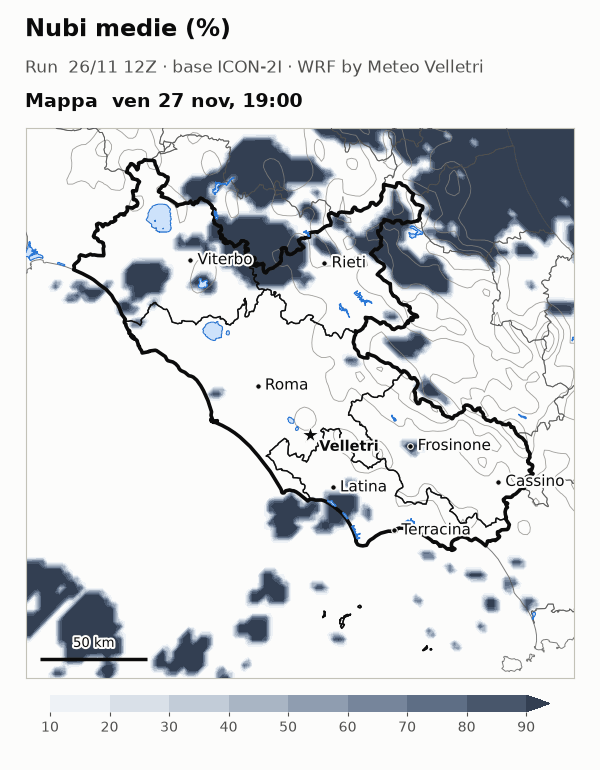 Nubi medie (%)
Run  26/11 12Z · base ICON-2I · WRF by Meteo Velletri
Mappa  ven 27 nov, 19:00
Viterbo
Rieti
Roma
Velletri
Frosinone
Latina
Cassino
Terracina
50 km
10 20 30 40 50 60 70 80 90